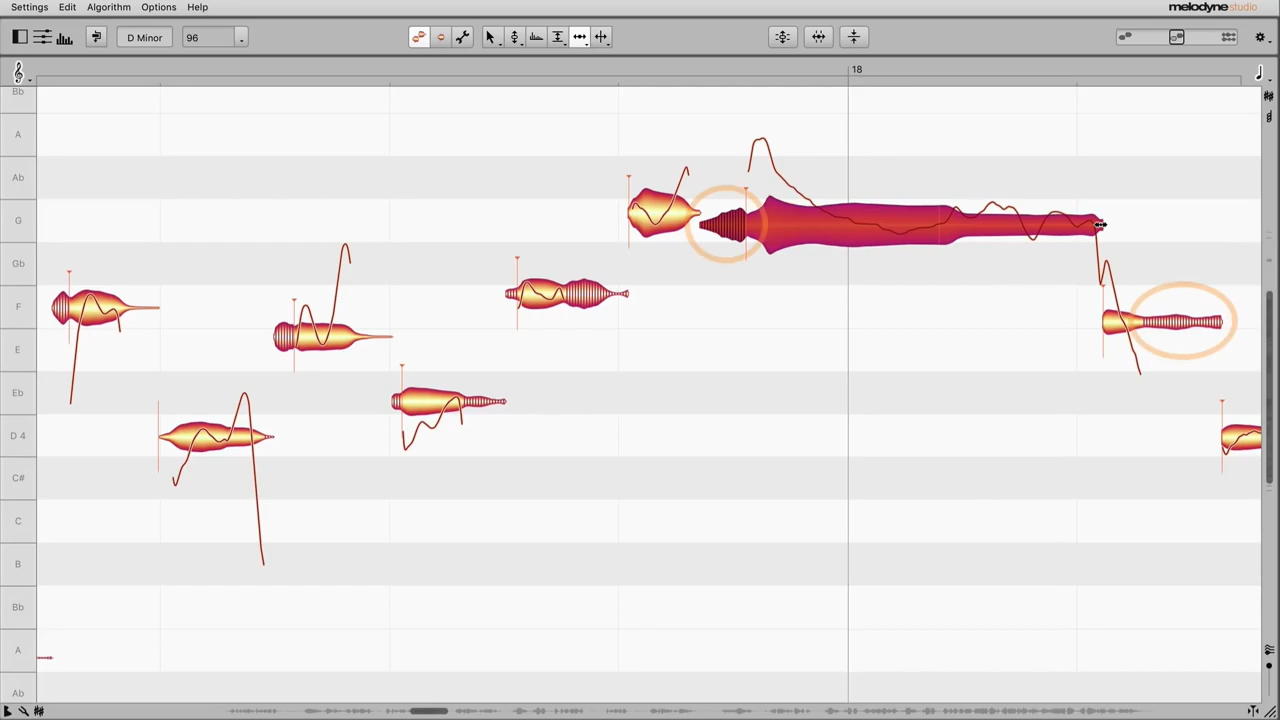 Settings Edit Algorithm Options Help melodyne studio
D Minor 96
18
Bb
A
Ab
G
Gb
F
E
Eb
D 4
C#
C
B
Bb
A
Ab